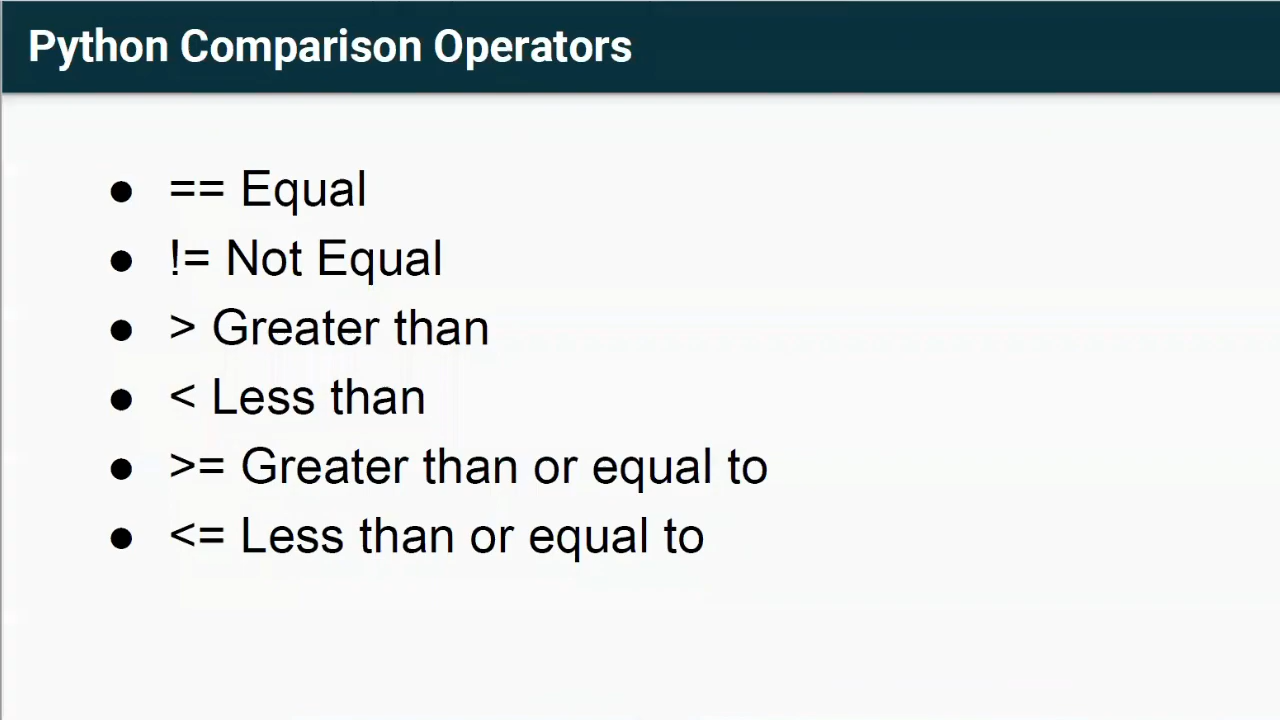 Python Comparison Operators
● == Equal
● != Not Equal
● > Greater than
● < Less than
● >= Greater than or equal to
● <= Less than or equal to